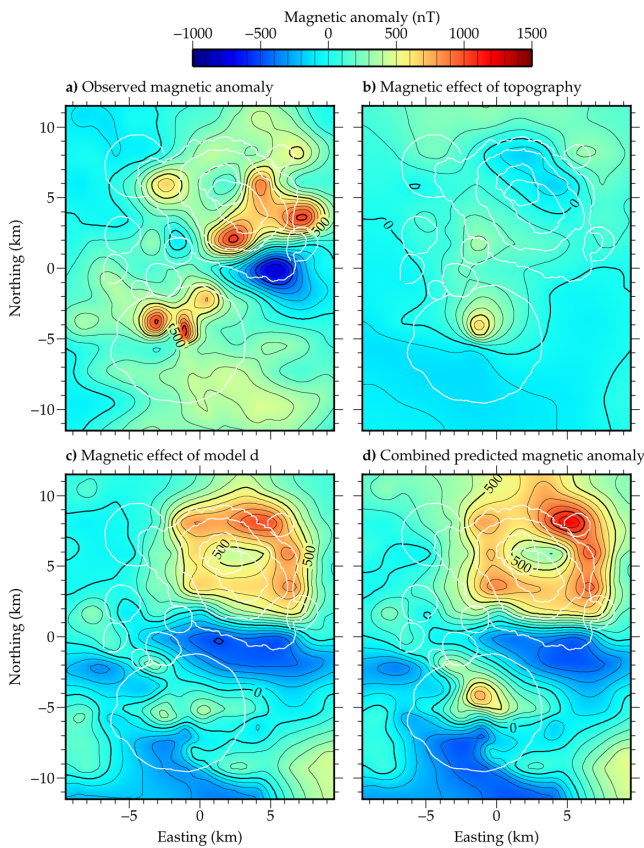 Magnetic anomaly (nT)
−1000 −500 0 500 1000 1500
a) Observed magnetic anomaly
b) Magnetic effect of topography
10
5
0
−5
−10
Northing (km)
500
500
0
0
c) Magnetic effect of model d
d) Combined predicted magnetic anomaly
10
5
0
−5
−10
Northing (km)
500
500
0
500
500
0
−5 0 5
−5 0 5
Easting (km)
Easting (km)